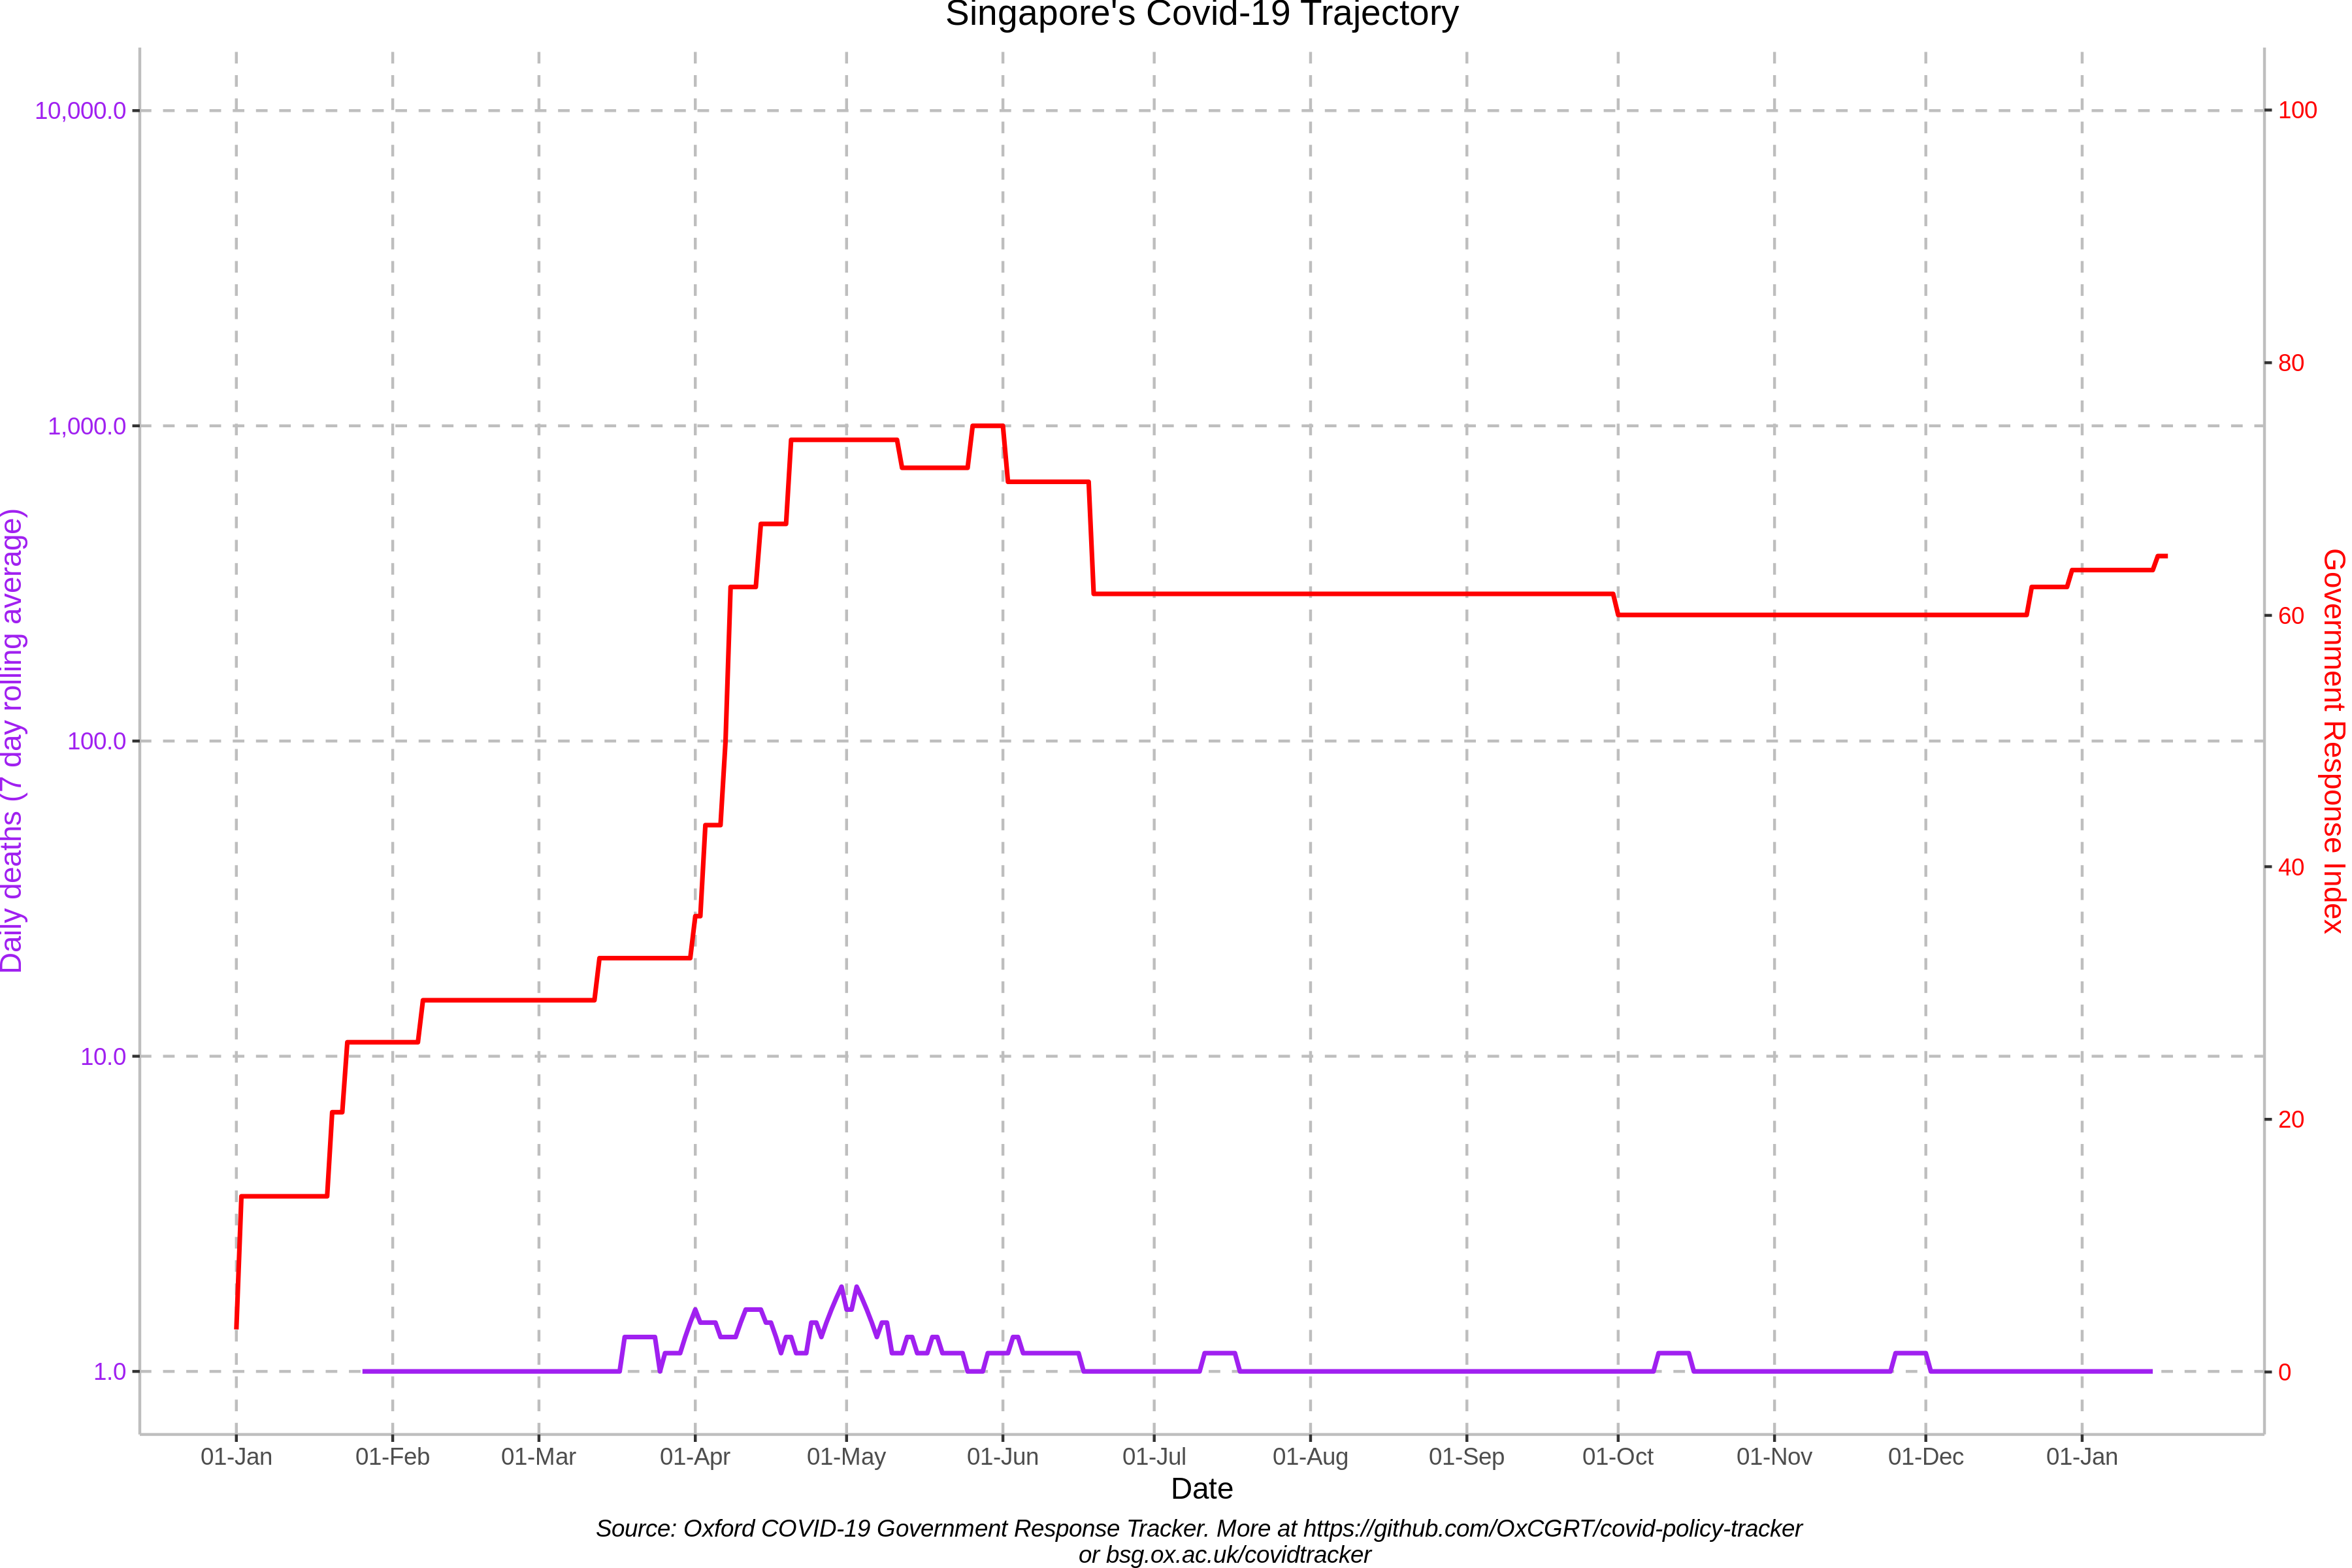 Singapore's Covid-19 Trajectory
10,000.0
1,000.0
100.0
10.0
1.0
Daily deaths (7 day rolling average)
100
80
60
40
20
0
Government Response Index
01-Jan 01-Feb 01-Mar 01-Apr 01-May 01-Jun 01-Jul 01-Aug 01-Sep 01-Oct 01-Nov 01-Dec 01-Jan
Date
Source: Oxford COVID-19 Government Response Tracker. More at https://github.com/OxCGRT/covid-policy-tracker
or bsg.ox.ac.uk/covidtracker